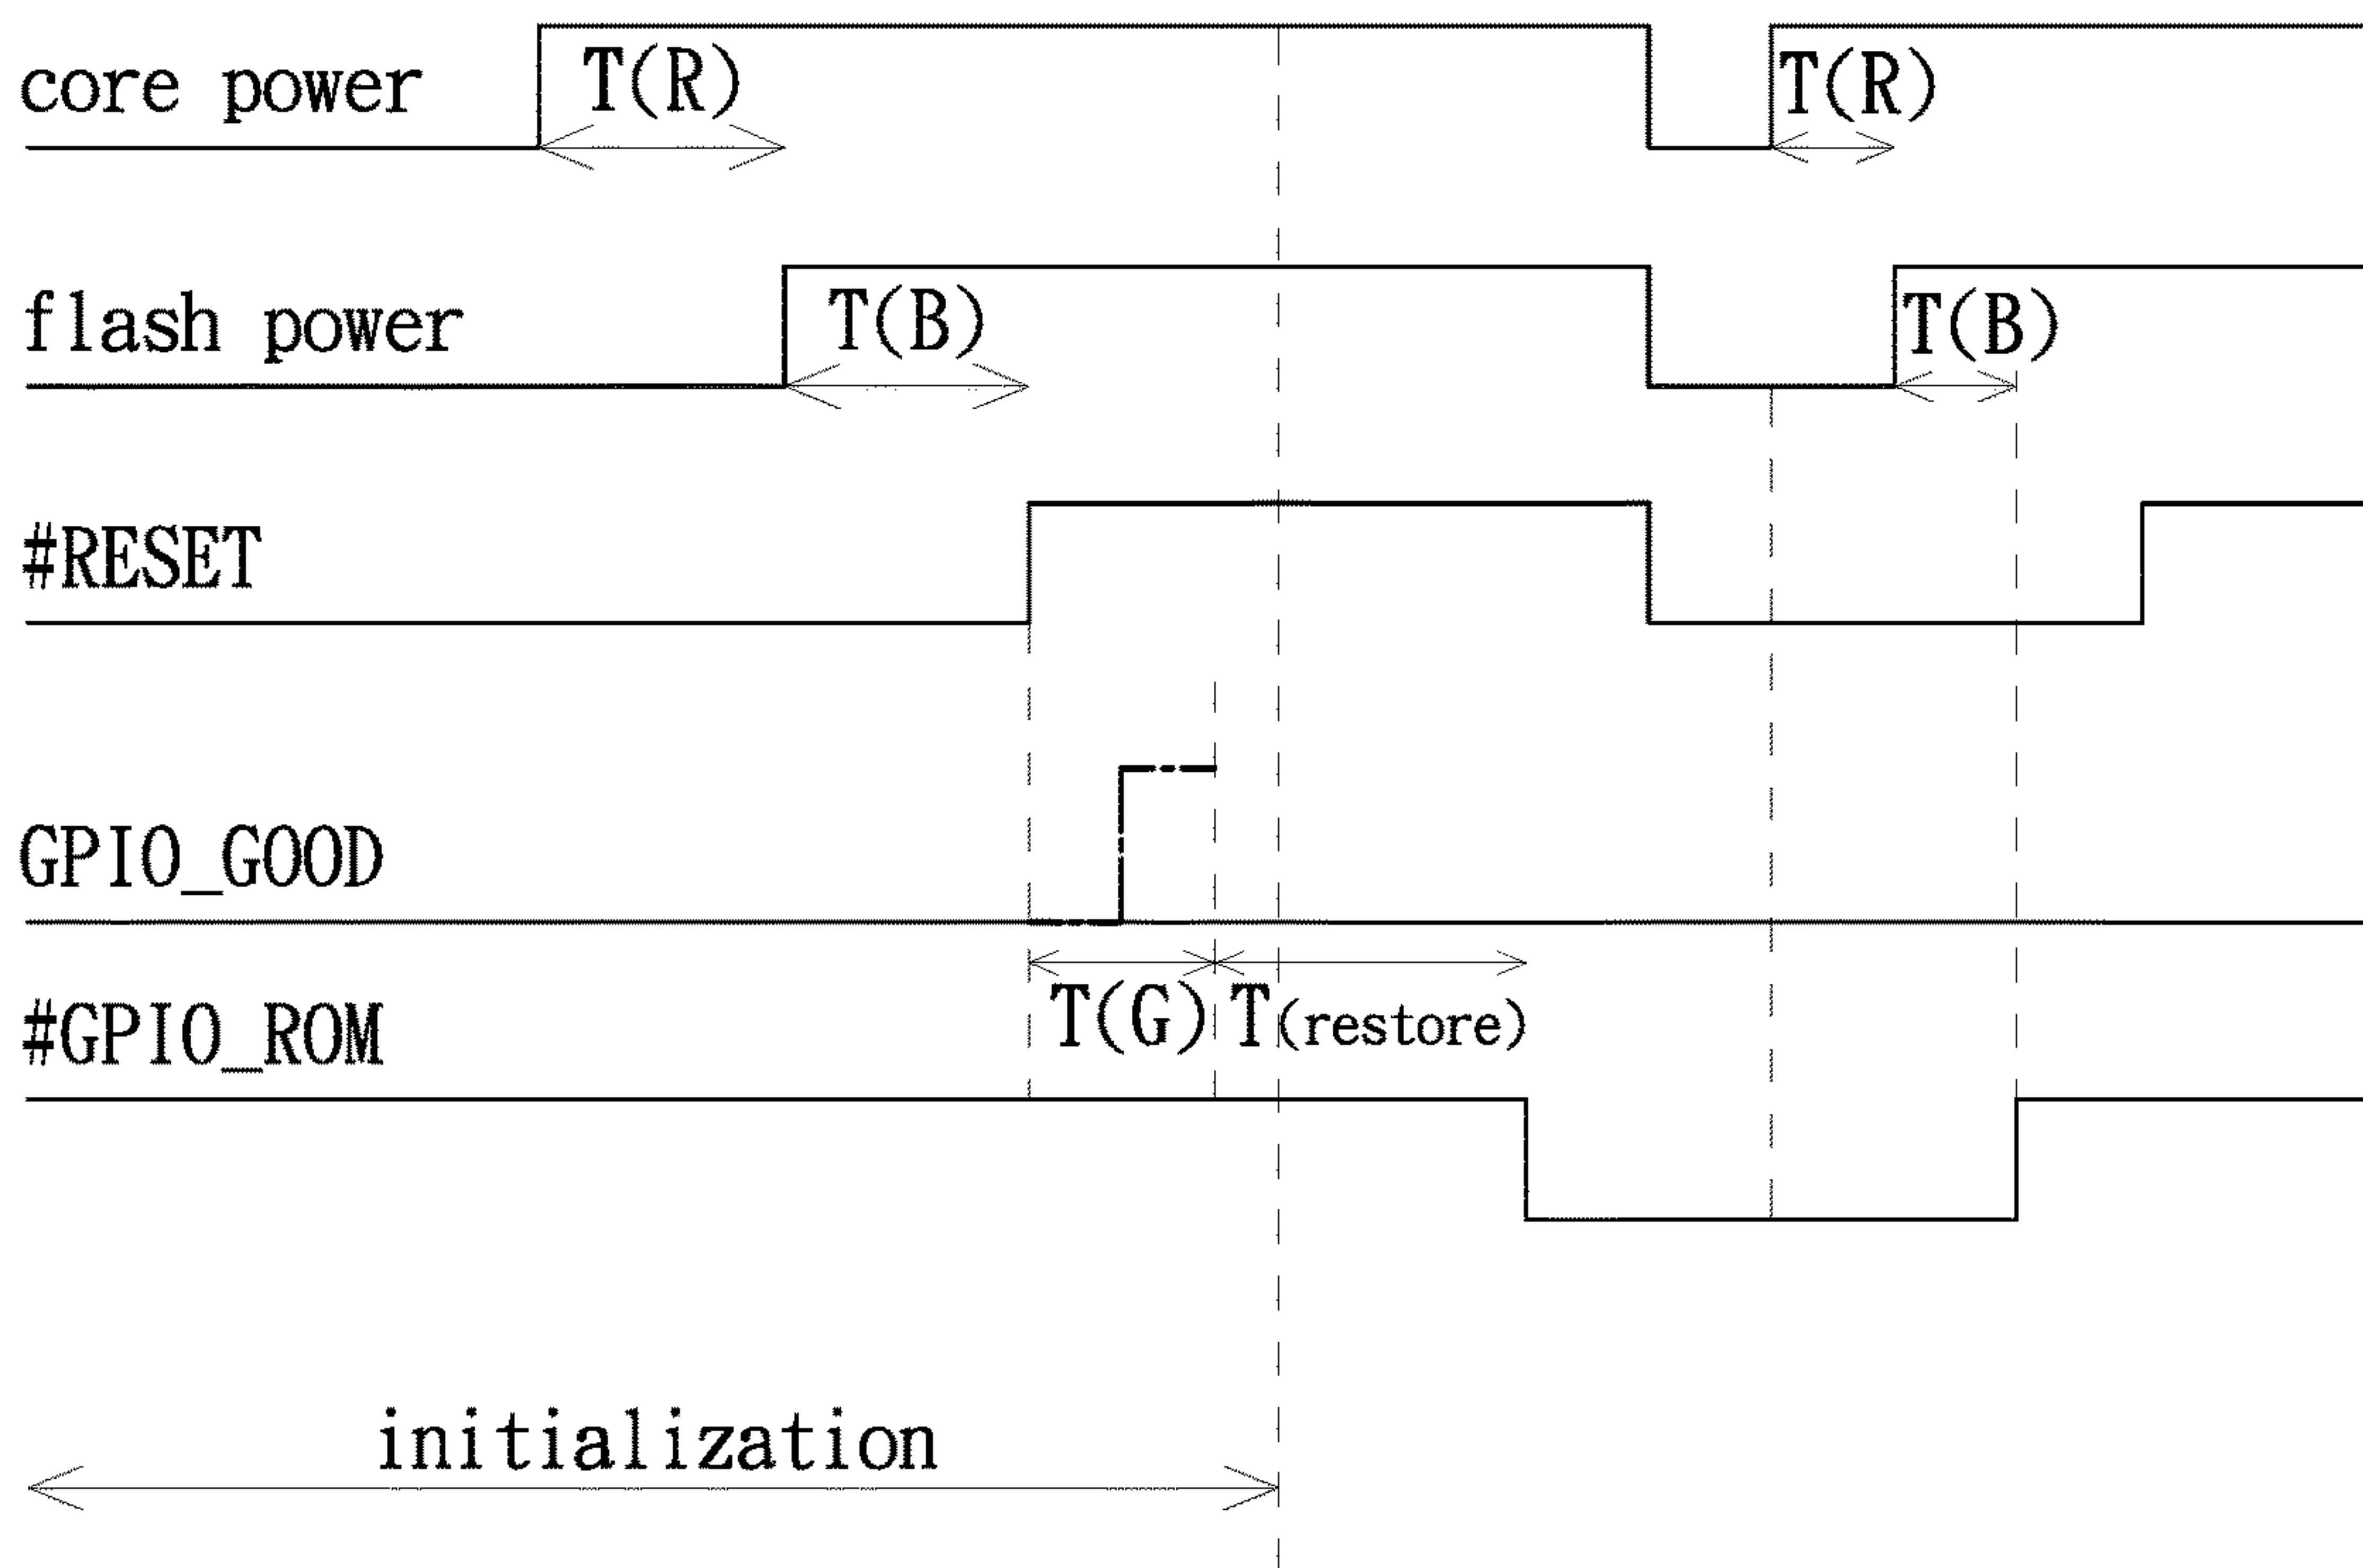 core power
T(R)
T(R)
flash power
T(B)
T(B)
#RESET
GPIO_GOOD
T(G)
T(restore)
#GPIO_ROM
initialization